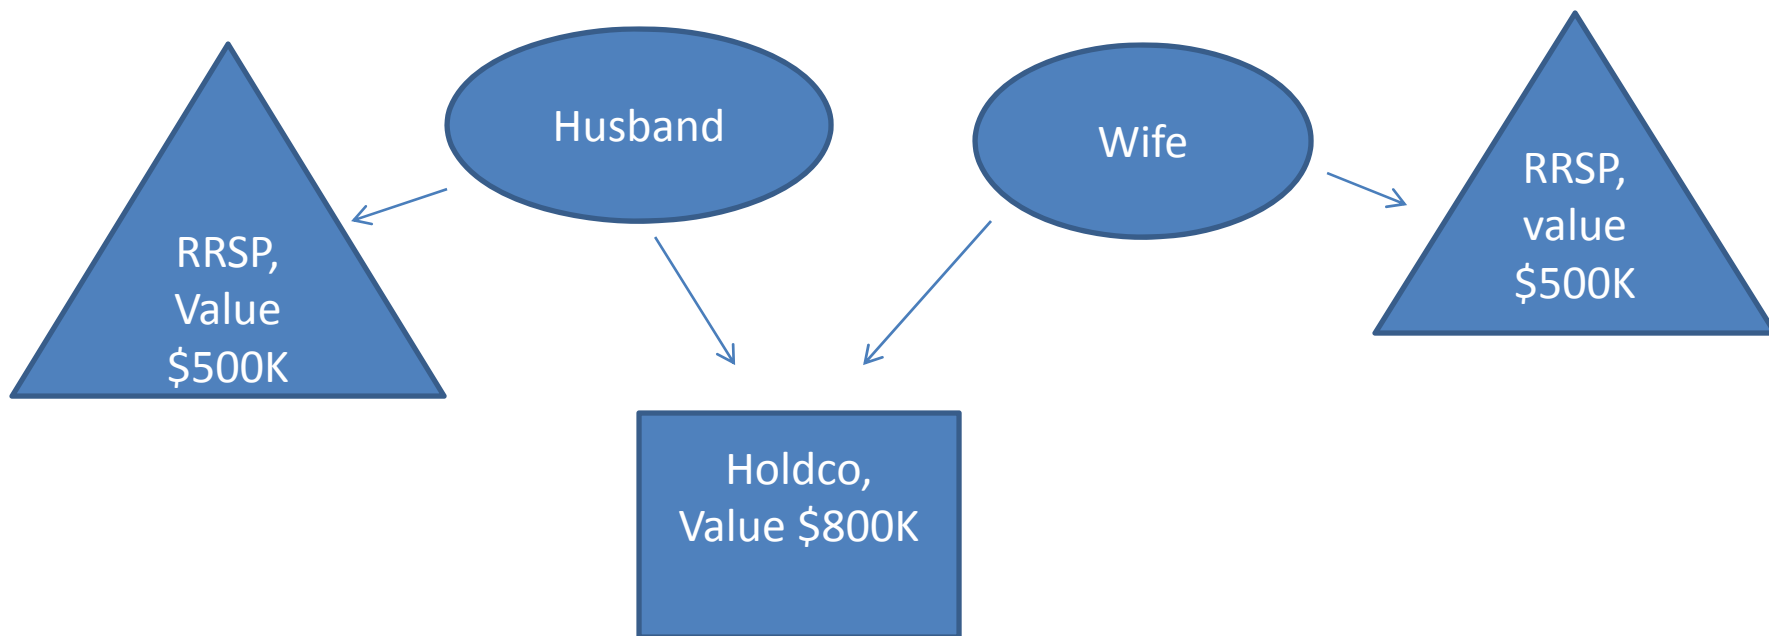 Husband
Wife
RRSP,
Value
$500K
RRSP,
value
$500K
Holdco,
Value $800K